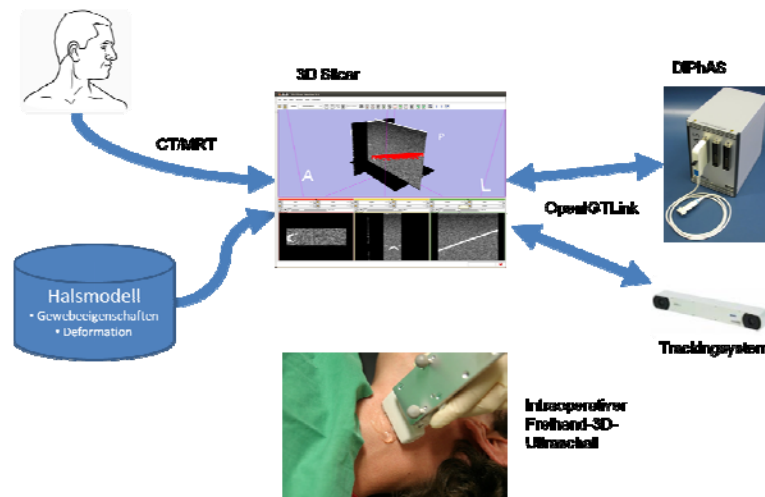 3D Slicer
DiPhAS
CT/MRT
A
P
L
OpenIGTLink
Halsmodell
• Gewebeeigenschaften
• Deformation
Trackingsystem
Intraoperativer
Freihand-3D-
Ultraschall